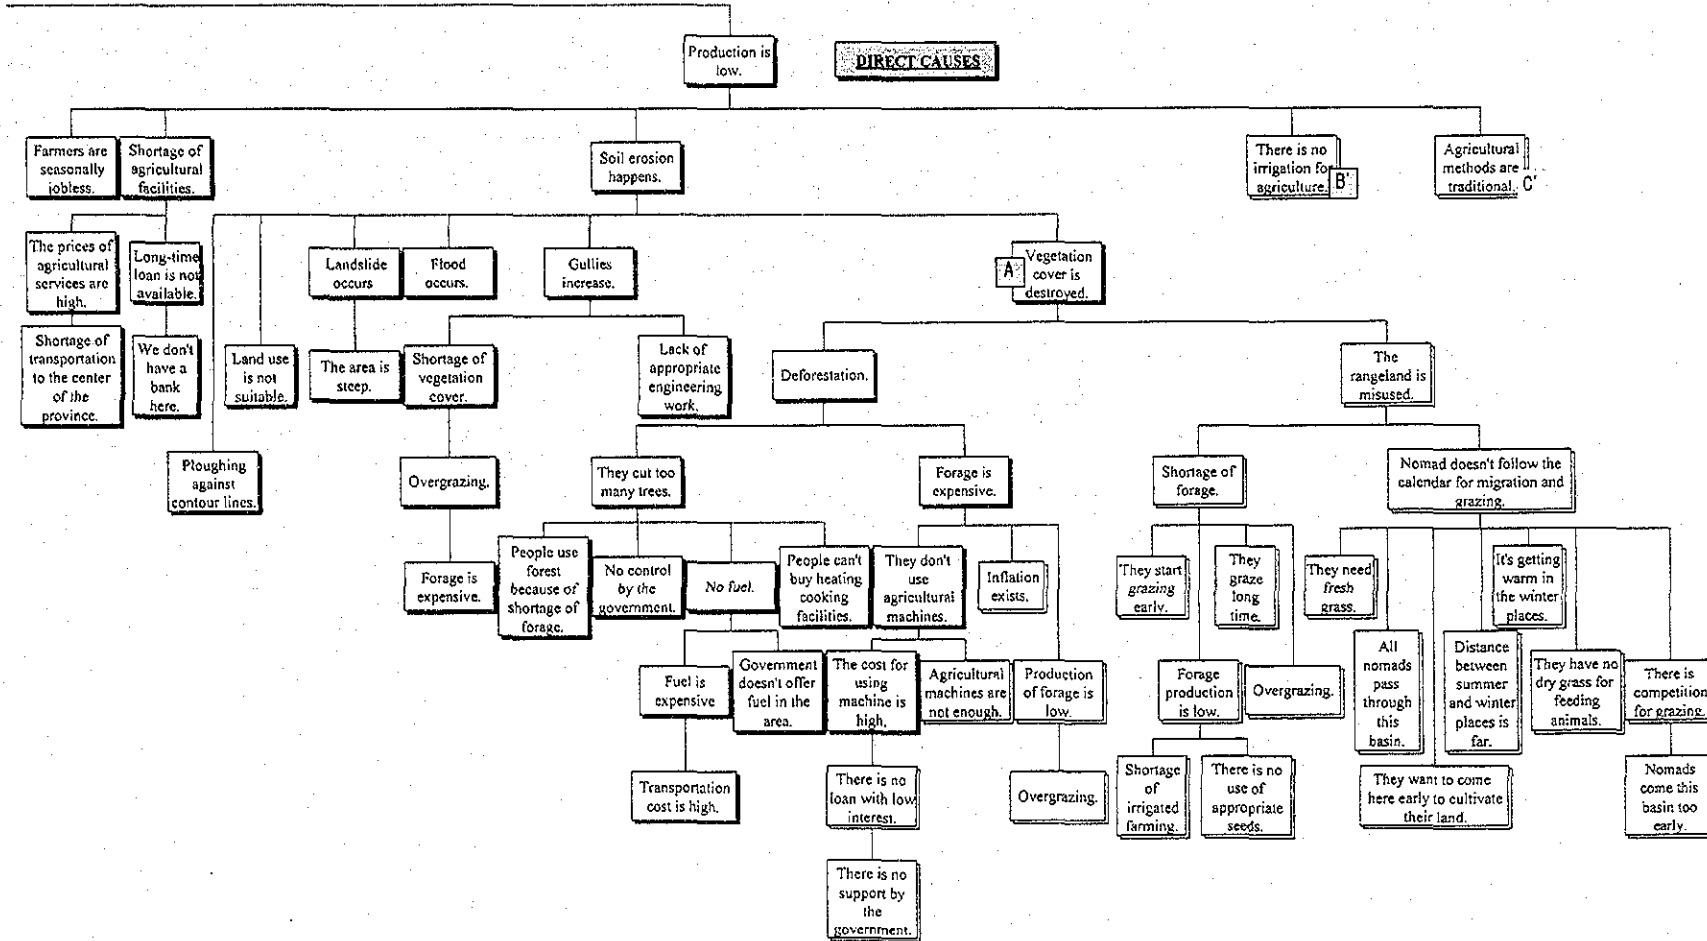 Production is
low.
DIRECT CAUSES
Farmers are
seasonally
jobless.
Shortage of
agricultural
facilities.
Soil erosion
happens.
There is no
irrigation for
agriculture.
B'
Agricultural
methods are
traditional.
C'
The prices of
agricultural
services are
high.
Long-time
loan is not
available.
Landslide
occurs
Flood
occurs.
Gullies
increase.
A
Vegetation
cover is
destroyed.
Shortage of
transportation
to the center
of the
province.
We don't
have a
bank
here.
Land use
is not
suitable.
The area is
steep.
Shortage of
vegetation
cover.
Lack of
appropriate
engineering
work.
Deforestation.
The
rangeland is
misused.
Ploughing
against
contour lines.
Overgrazing.
They cut too
many trees.
Forage is
expensive.
Shortage of
forage.
Nomad doesn't follow the
calendar for migration and
grazing.
Forage is
expensive.
People use
forest
because of
shortage of
forage.
No control
by the
government.
No fuel.
People can't
buy heating
cooking
facilities.
They don't
use
agricultural
machines.
Inflation
exists.
They start
grazing
early.
They
graze
long
time.
They need
fresh
grass.
It's getting
warm in
the winter
places.
Fuel is
expensive
Government
doesn't offer
fuel in the
area.
The cost for
using
machine is
high.
Agricultural
machines are
not enough.
Production
of forage is
low.
Forage
production
is low.
Overgrazing.
All
nomads
pass
through
this
basin.
Distance
between
summer
and winter
places is
far.
They have no
dry grass for
feeding
animals.
There is
competition
for grazing.
Transportation
cost is high.
There is no
loan with low
interest.
Overgrazing.
Shortage
of
irrigated
farming.
There is no
use of
appropriate
seeds.
They want to come
here early to cultivate
their land.
Nomads
come this
basin too
early.
There is no
support by
the
government.